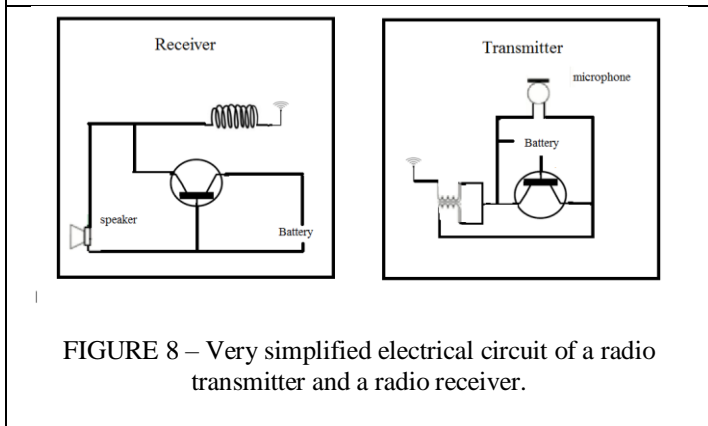 Receiver
speaker
Battery
Transmitter
microphone
Battery
FIGURE 8 – Very simplified electrical circuit of a radio
transmitter and a radio receiver.